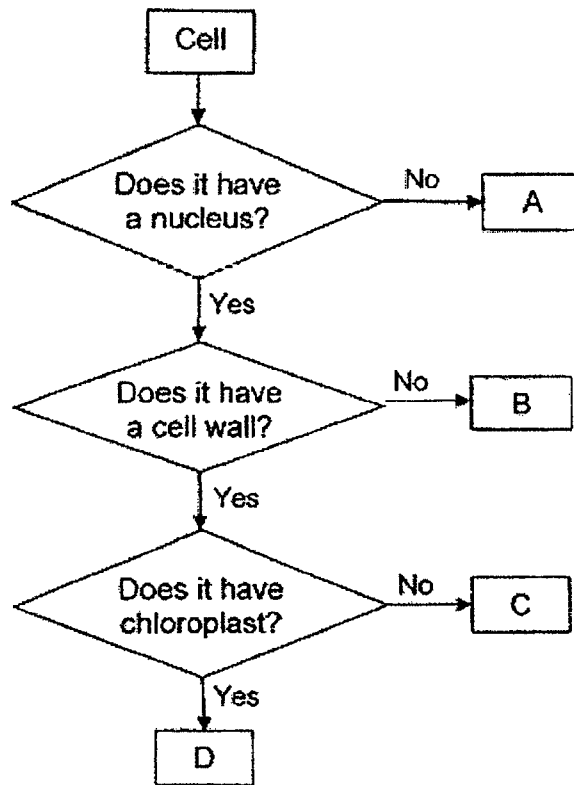 Cell
Does it have
a nucleus?
No
A
Yes
Does it have
a cell wall?
No
B
Yes
Does it have
chloroplast?
No
C
Yes
D